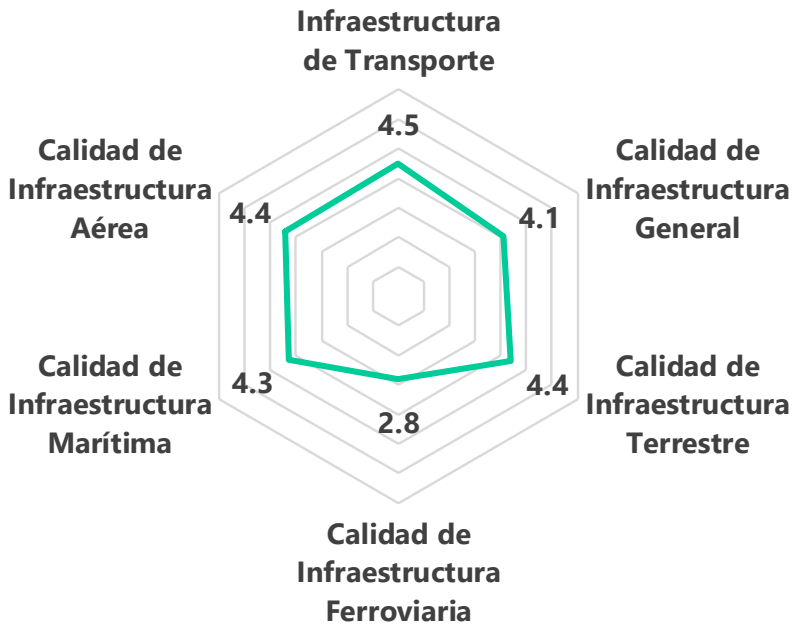 Infraestructura
de Transporte
4.5
Calidad de
Infraestructura
General
4.1
Calidad de
Infraestructura
Terrestre
4.4
Calidad de
Infraestructura
Ferroviaria
2.8
Calidad de
Infraestructura
Marítima
4.3
Calidad de
Infraestructura
Aérea
4.4